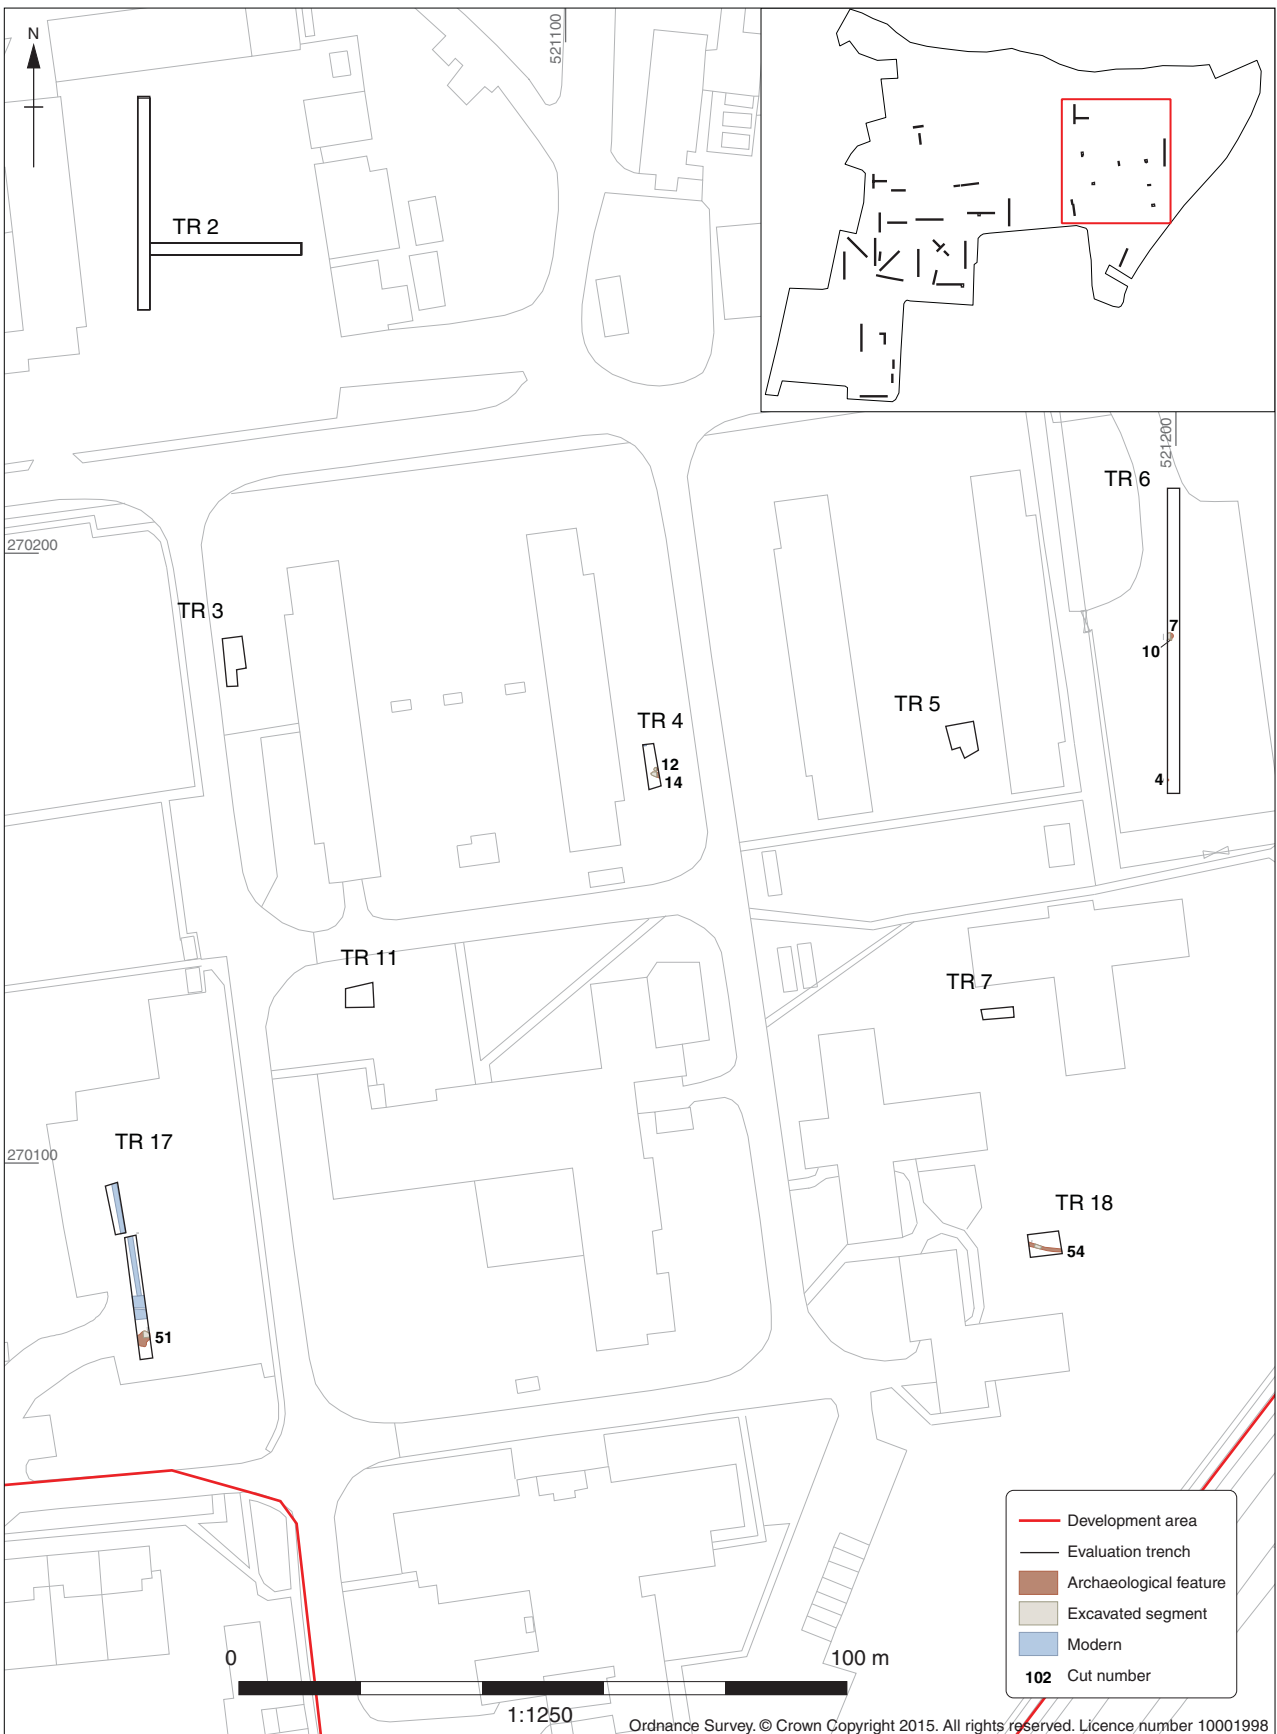 N
521100
TR 2
521200
TR 6
270200
TR 3
7
10
TR 5
TR 4
12
14
4
TR 11
TR 7
TR 17
270100
TR 18
54
51
Development area
Evaluation trench
Archaeological feature
Excavated segment
Modern
102 Cut number
0 100 m
1:1250
Ordnance Survey. © Crown Copyright 2015. All rights reserved. Licence number 10001998